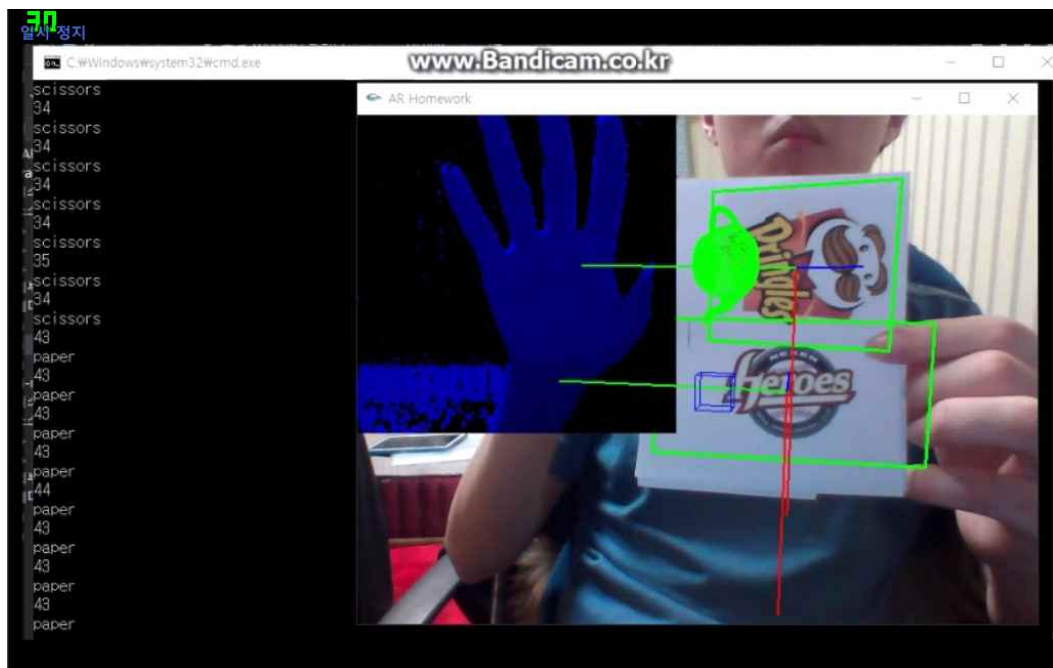 30
일시 정지
C:₩Windows₩system32₩cmd.exe
www.Bandicam.co.kr
scissors
34
scissors
34
scissors
34
scissors
34
scissors
35
scissors
34
scissors
43
paper
43
paper
43
paper
43
paper
44
paper
43
paper
43
paper
43
paper
AR Homework
Pringles
NEXEN
Heroes